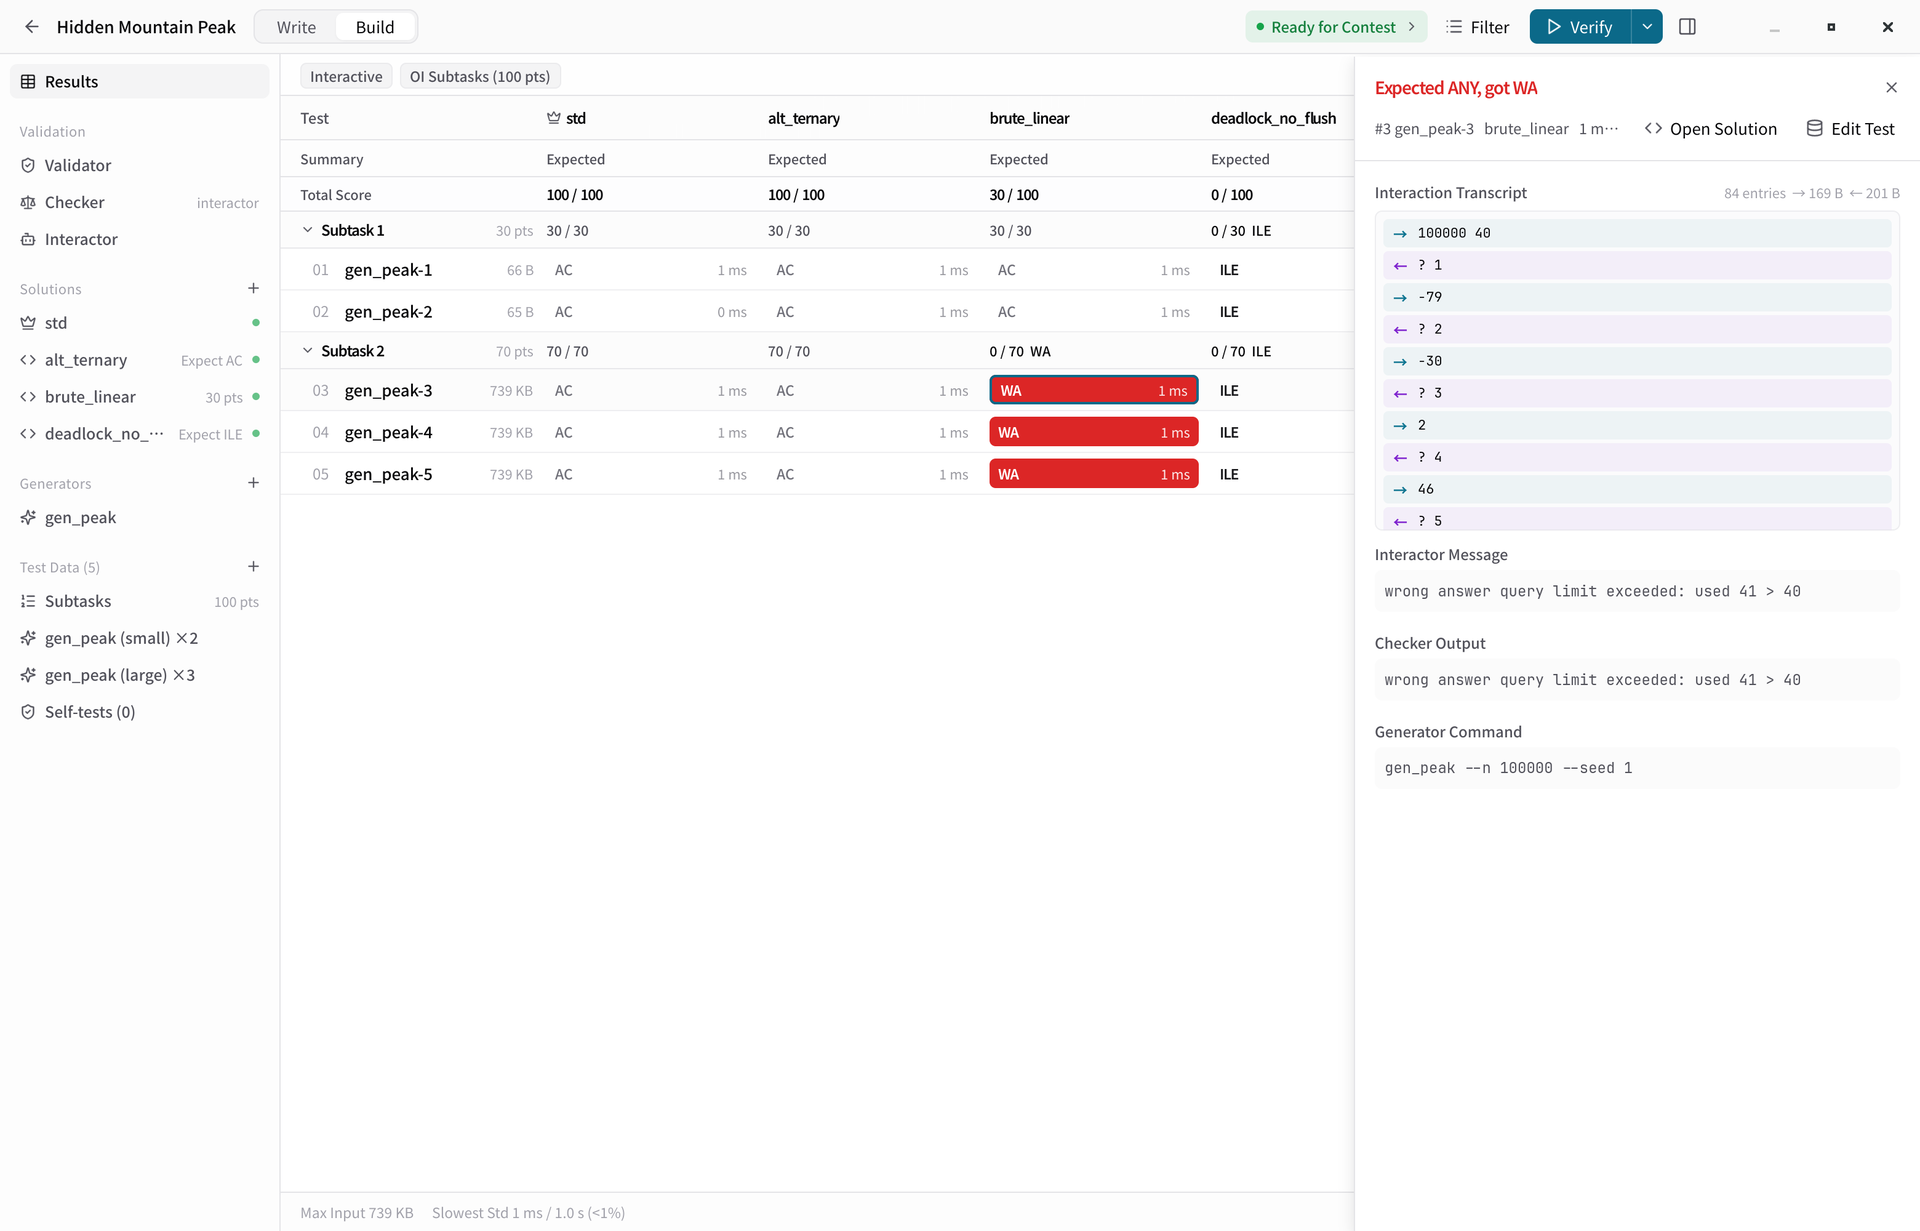 Hidden Mountain Peak
Write
Build
Ready for Contest
Filter
Verify
Results
Validation
Validator
Checker interactor
Interactor
Solutions
std
alt_ternary Expect AC
brute_linear 30 pts
deadlock_no_··· Expect ILE
Generators
gen_peak
Test Data (5)
Subtasks 100 pts
gen_peak (small) ×2
gen_peak (large) ×3
Self-tests (0)
Interactive OI Subtasks (100 pts)
Test std alt_ternary brute_linear deadlock_no_flush
Summary Expected Expected Expected Expected
Total Score 100 / 100 100 / 100 30 / 100 0 / 100
Subtask 1 30 pts 30 / 30 30 / 30 30 / 30 0 / 30 ILE
01 gen_peak-1 66 B AC 1 ms AC 1 ms AC 1 ms ILE
02 gen_peak-2 65 B AC 0 ms AC 1 ms AC 1 ms ILE
Subtask 2 70 pts 70 / 70 70 / 70 0 / 70 WA 0 / 70 ILE
03 gen_peak-3 739 KB AC 1 ms AC 1 ms WA 1 ms ILE
04 gen_peak-4 739 KB AC 1 ms AC 1 ms WA 1 ms ILE
05 gen_peak-5 739 KB AC 1 ms AC 1 ms WA 1 ms ILE
Max Input 739 KB Slowest Std 1 ms / 1.0 s (<1%)
Expected ANY, got WA
#3 gen_peak-3 brute_linear 1 m··· Open Solution Edit Test
Interaction Transcript 84 entries → 169 B ← 201 B
→ 100000 40
← ? 1
→ -79
← ? 2
→ -30
← ? 3
→ 2
← ? 4
→ 46
← ? 5
Interactor Message
wrong answer query limit exceeded: used 41 > 40
Checker Output
wrong answer query limit exceeded: used 41 > 40
Generator Command
gen_peak --n 100000 --seed 1